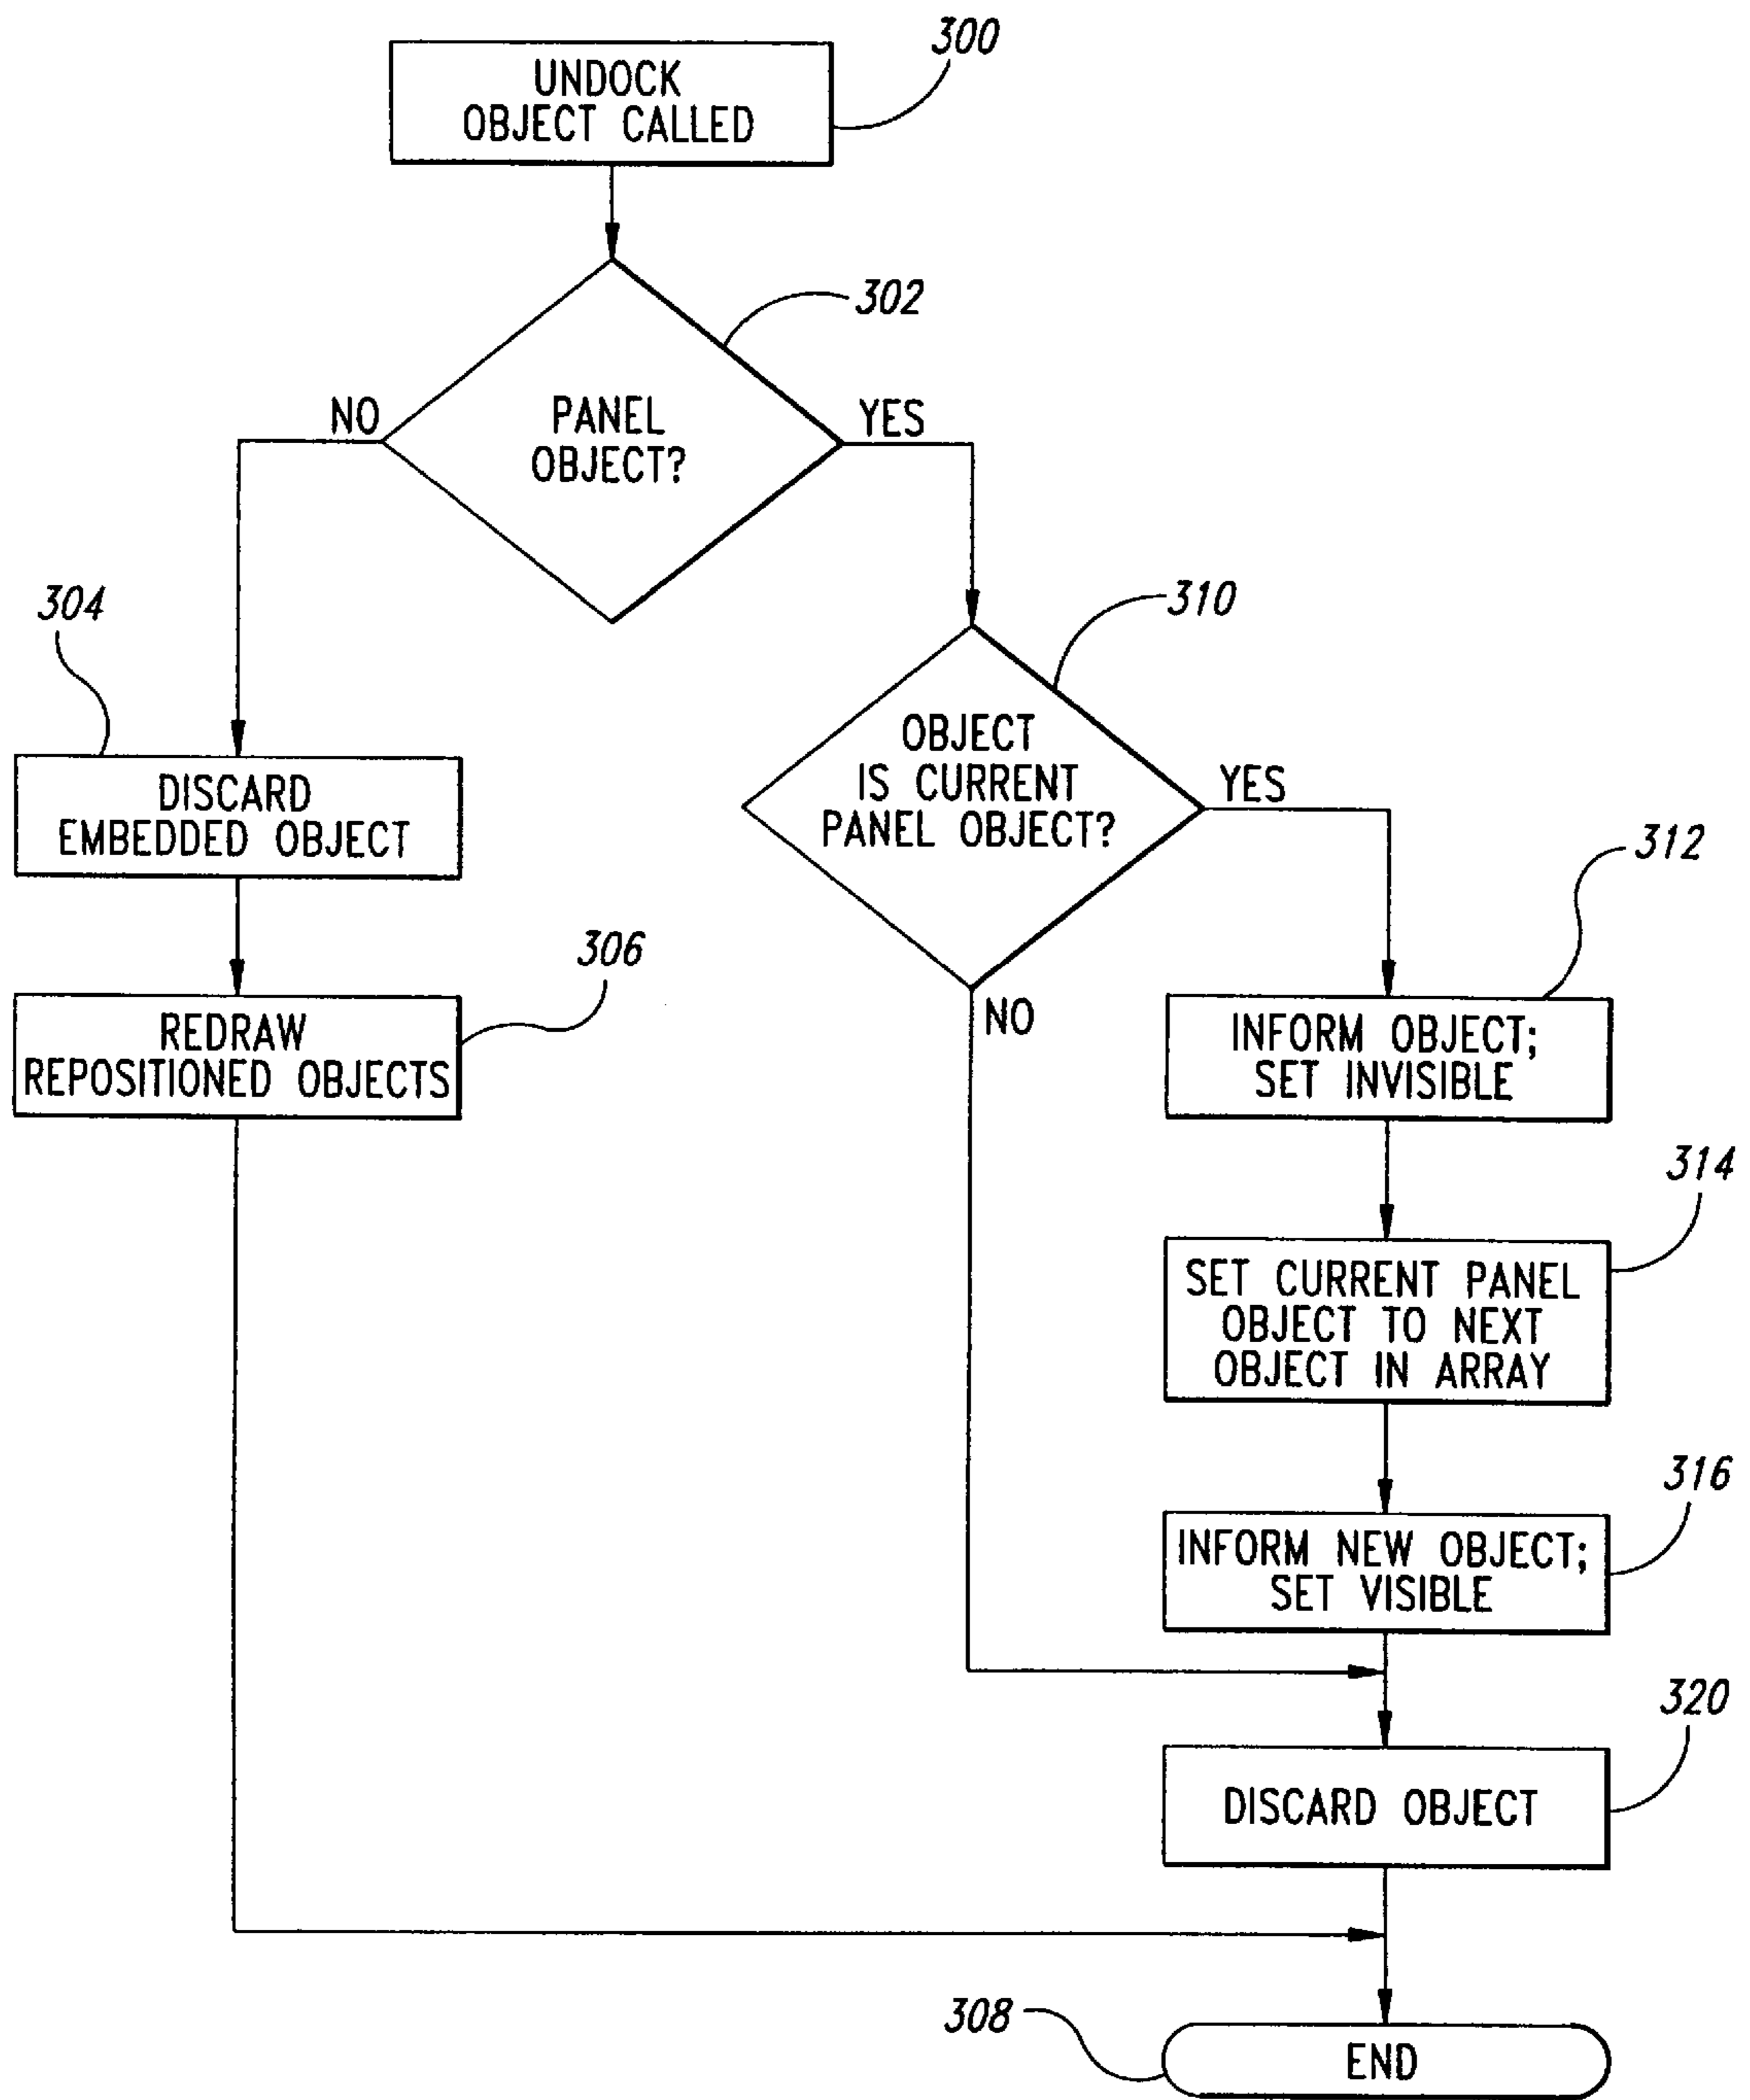 300
UNDOCK
OBJECT CALLED
302
PANEL
OBJECT?
NO
YES
304
DISCARD
EMBEDDED OBJECT
306
REDRAW
REPOSITIONED OBJECTS
310
OBJECT
IS CURRENT
PANEL OBJECT?
YES
NO
312
INFORM OBJECT;
SET INVISIBLE
314
SET CURRENT PANEL
OBJECT TO NEXT
OBJECT IN ARRAY
316
INFORM NEW OBJECT;
SET VISIBLE
320
DISCARD OBJECT
308
END